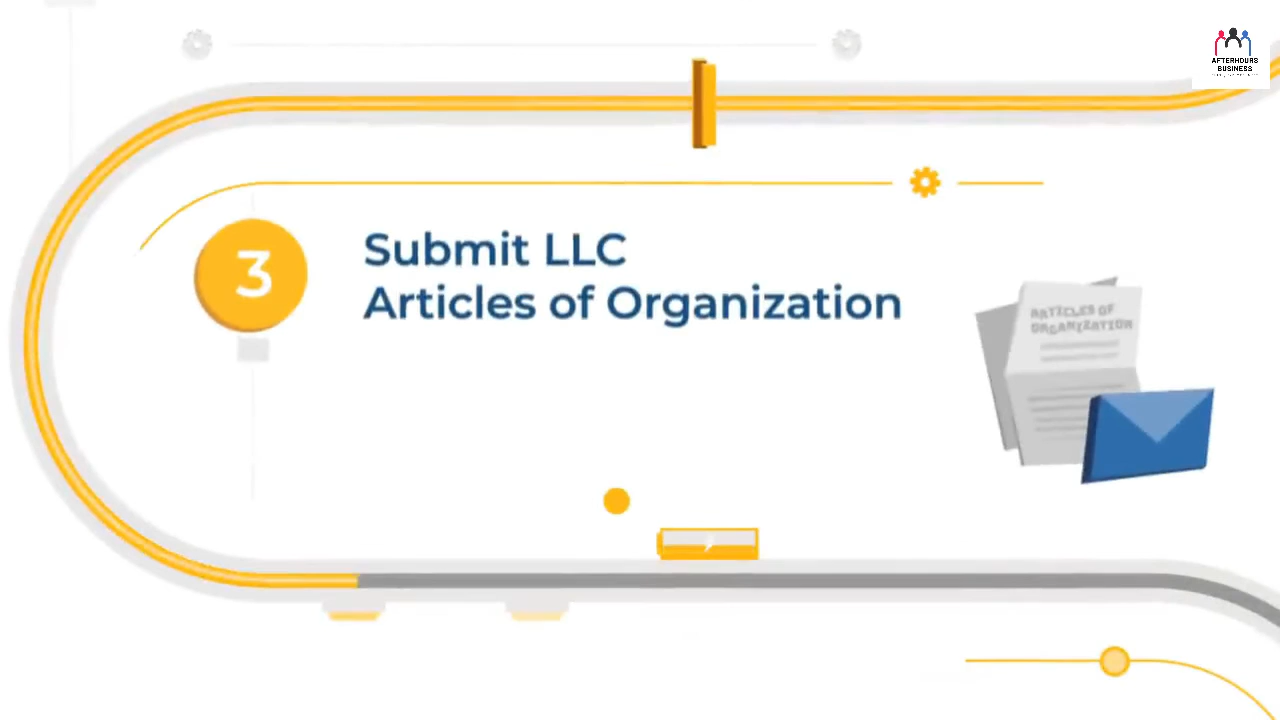 AFTERHOURS
BUSINESS
3
Submit LLC
Articles of Organization
ARTICLES OF
ORGANIZATION